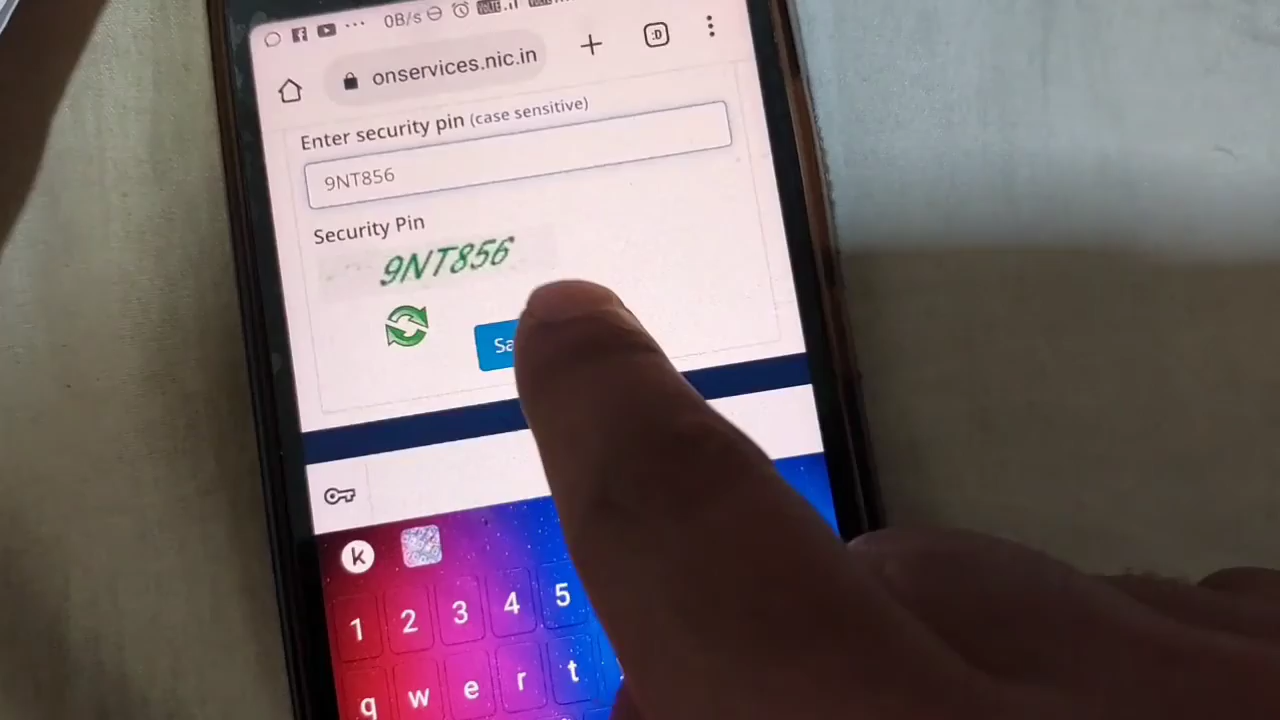 0B/s
onservices.nic.in
:D
Enter security pin (case sensitive)
9NT856
Security Pin
9NT856
Sa
k
1 2 3 4 5
q w e r t